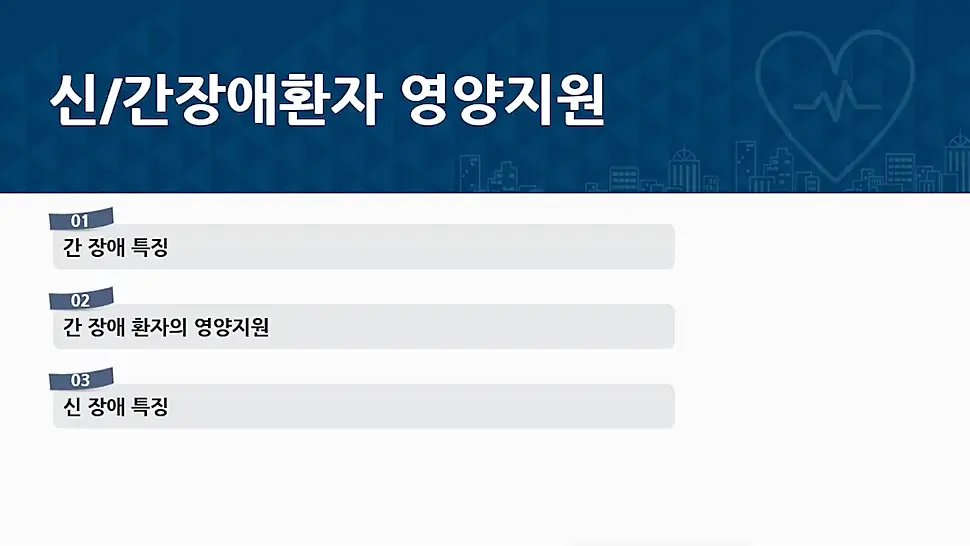 신/간장애환자 영양지원
01
간 장애 특징
02
간 장애 환자의 영양지원
03
신 장애 특징